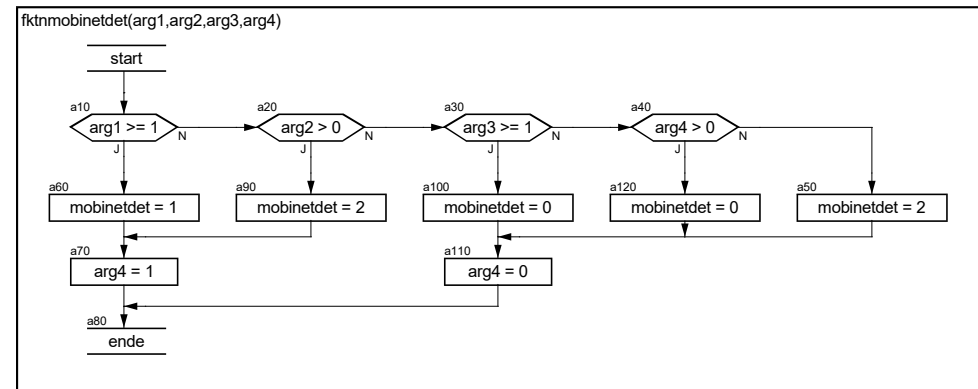 fktnmobinetdet(arg1,arg2,arg3,arg4)
start
a10 a20 a30 a40
arg1 >= 1 N arg2 > 0 N arg3 >= 1 N arg4 > 0 N
J J J J
a60 a90 a100 a120 a50
mobinetdet = 1 mobinetdet = 2 mobinetdet = 0 mobinetdet = 0 mobinetdet = 2
a70 a110
arg4 = 1 arg4 = 0
a80
ende